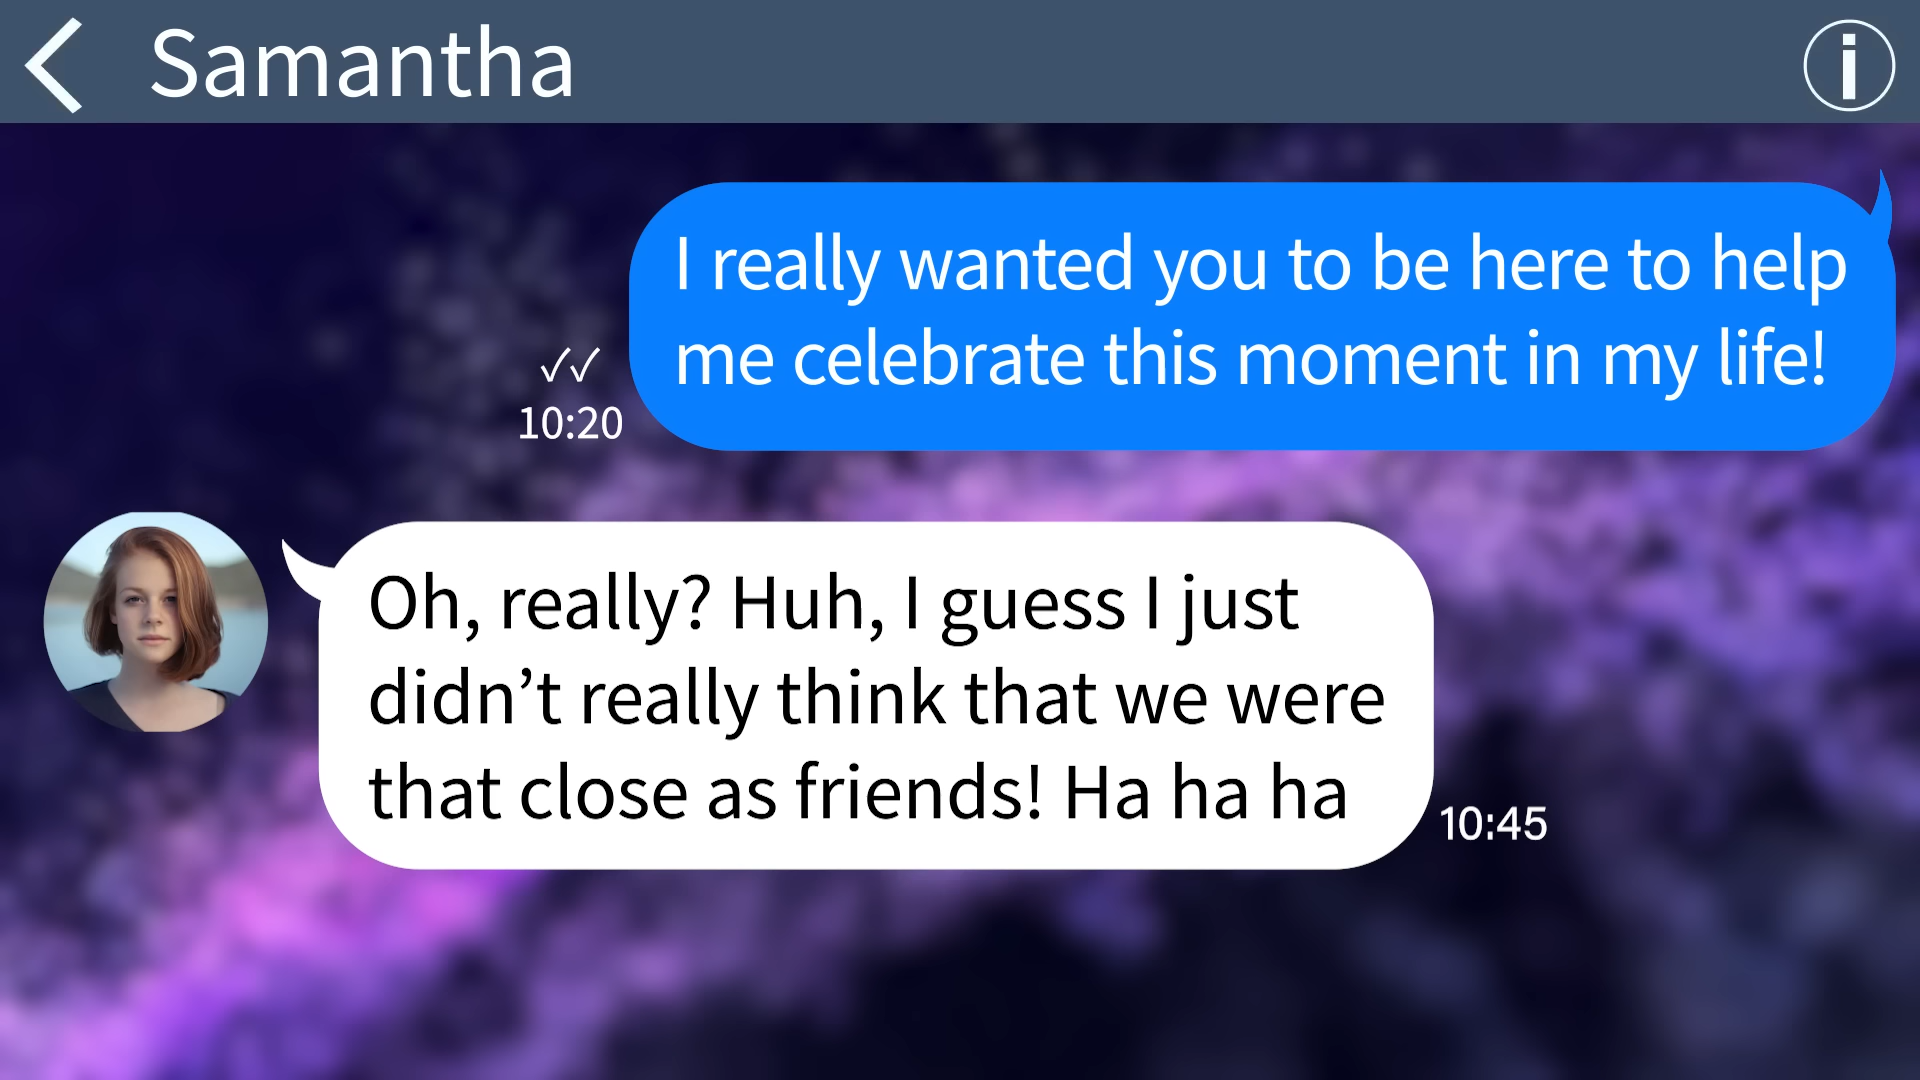 Samantha
I really wanted you to be here to help
me celebrate this moment in my life!
✓✓
10:20
Oh, really? Huh, I guess I just
didn’t really think that we were
that close as friends! Ha ha ha
10:45